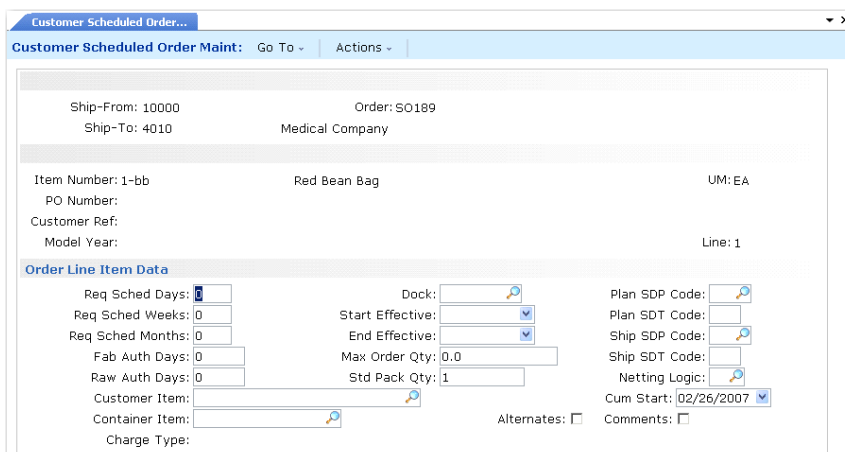 Customer Scheduled Order...
Customer Scheduled Order Maint: Go To Actions
Ship-From: 10000 Order: SO189
Ship-To: 4010 Medical Company
Item Number: 1-bb Red Bean Bag UM: EA
PO Number:
Customer Ref:
Model Year: Line: 1
Order Line Item Data
Req Sched Days: 0 Dock: Plan SDP Code:
Req Sched Weeks: 0 Start Effective: Plan SDT Code:
Req Sched Months: 0 End Effective: Ship SDP Code:
Fab Auth Days: 0 Max Order Qty: 0.0 Ship SDT Code:
Raw Auth Days: 0 Std Pack Qty: 1 Netting Logic:
Customer Item: Cum Start: 02/26/2007
Container Item: Alternates: Comments:
Charge Type: